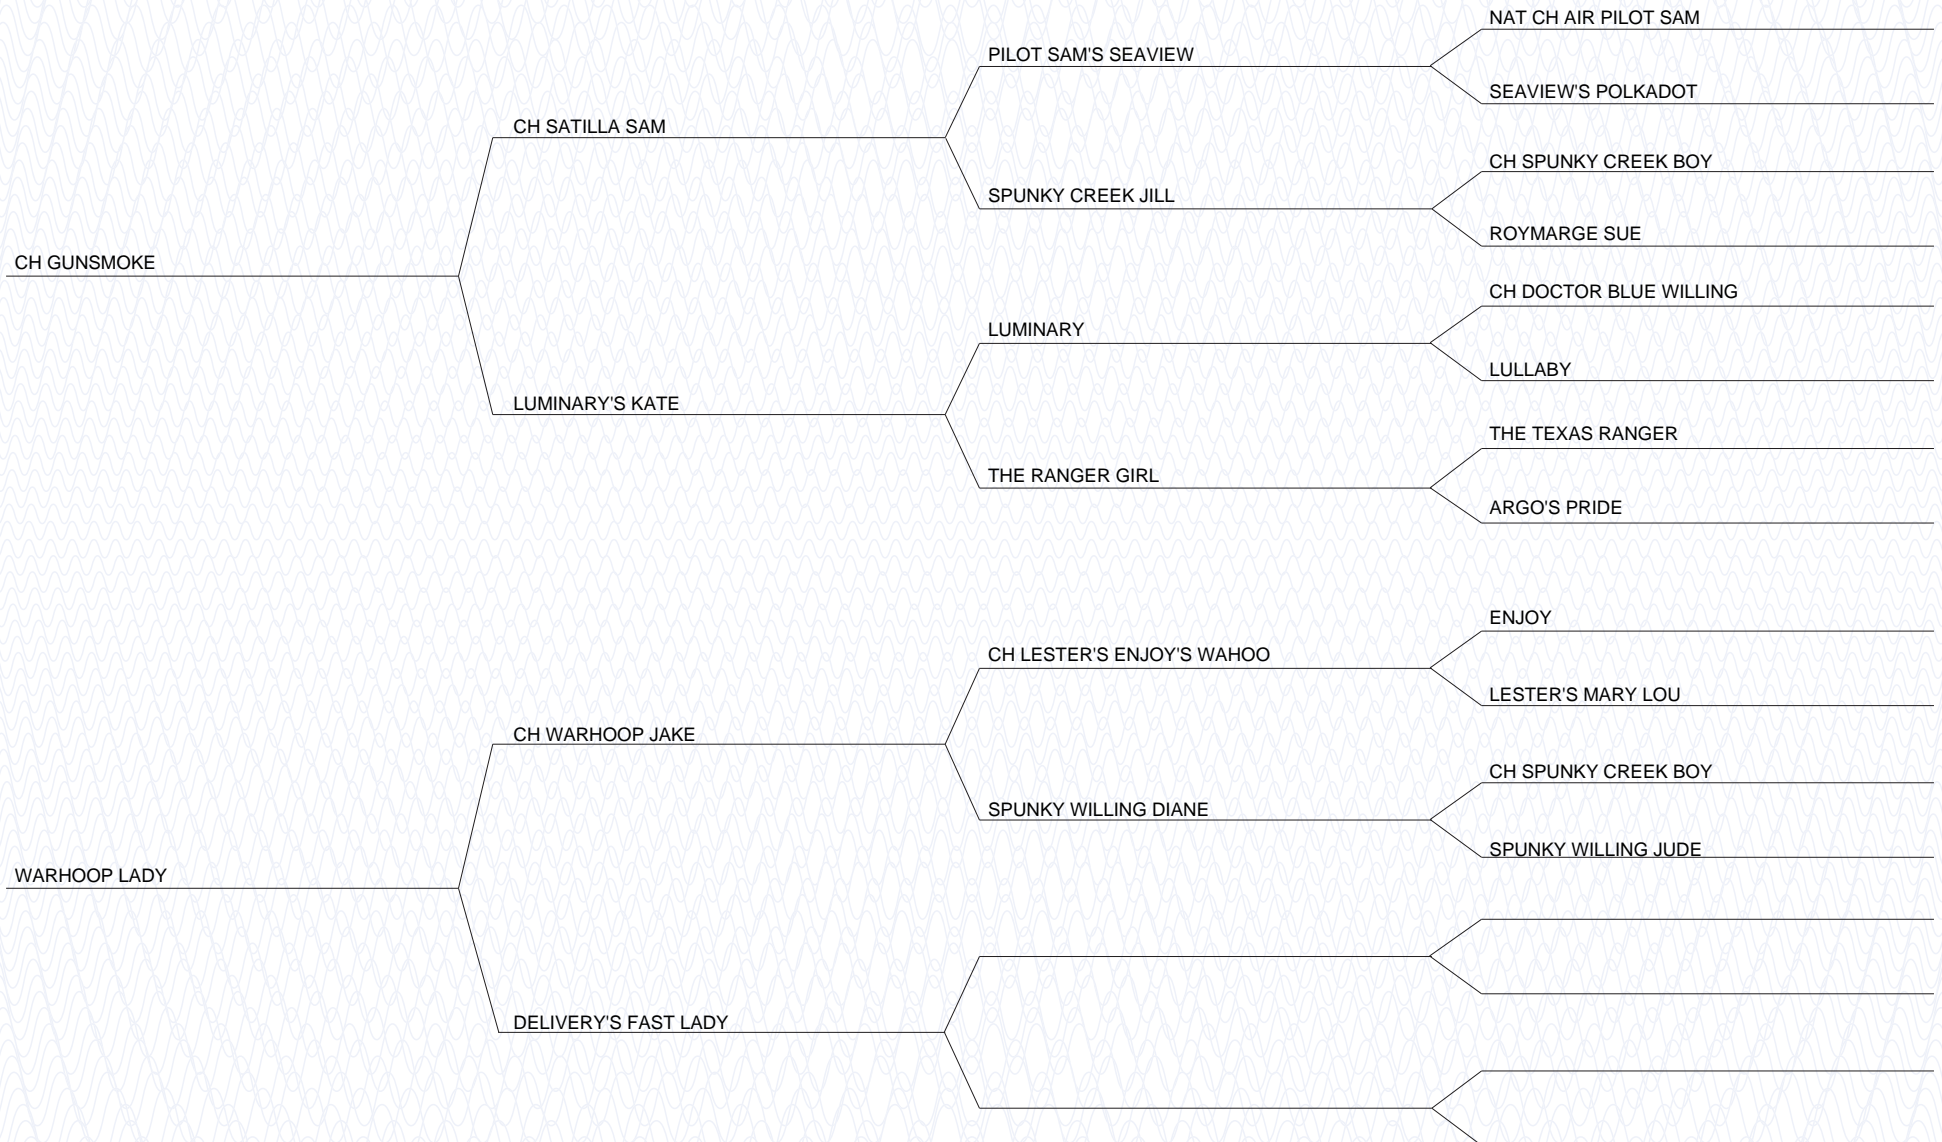 NAT CH AIR PILOT SAM
PILOT SAM'S SEAVIEW
SEAVIEW'S POLKADOT
CH SATILLA SAM
CH SPUNKY CREEK BOY
SPUNKY CREEK JILL
ROYMARGE SUE
CH GUNSMOKE
CH DOCTOR BLUE WILLING
LUMINARY
LULLABY
LUMINARY'S KATE
THE TEXAS RANGER
THE RANGER GIRL
ARGO'S PRIDE
ENJOY
CH LESTER'S ENJOY'S WAHOO
LESTER'S MARY LOU
CH WARHOOP JAKE
CH SPUNKY CREEK BOY
SPUNKY WILLING DIANE
SPUNKY WILLING JUDE
WARHOOP LADY
DELIVERY'S FAST LADY